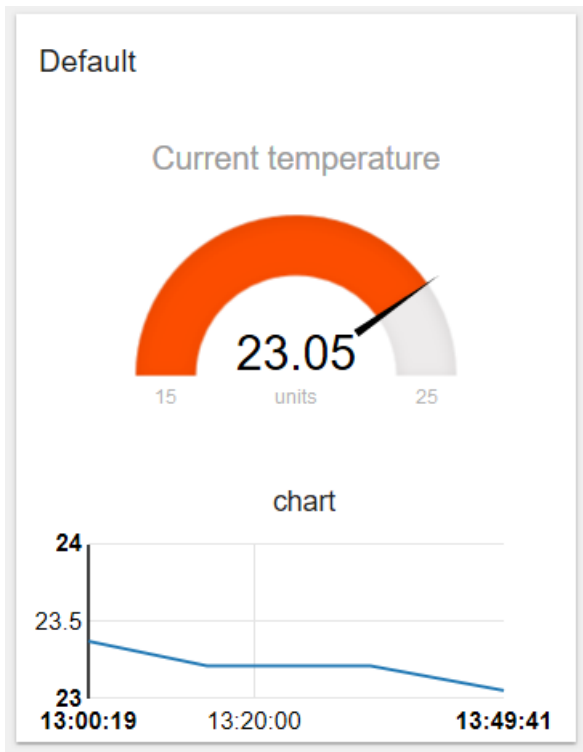 Default
Current temperature
23.05
15 units 25
chart
24
23.5
23
13:00:19 13:20:00 13:49:41